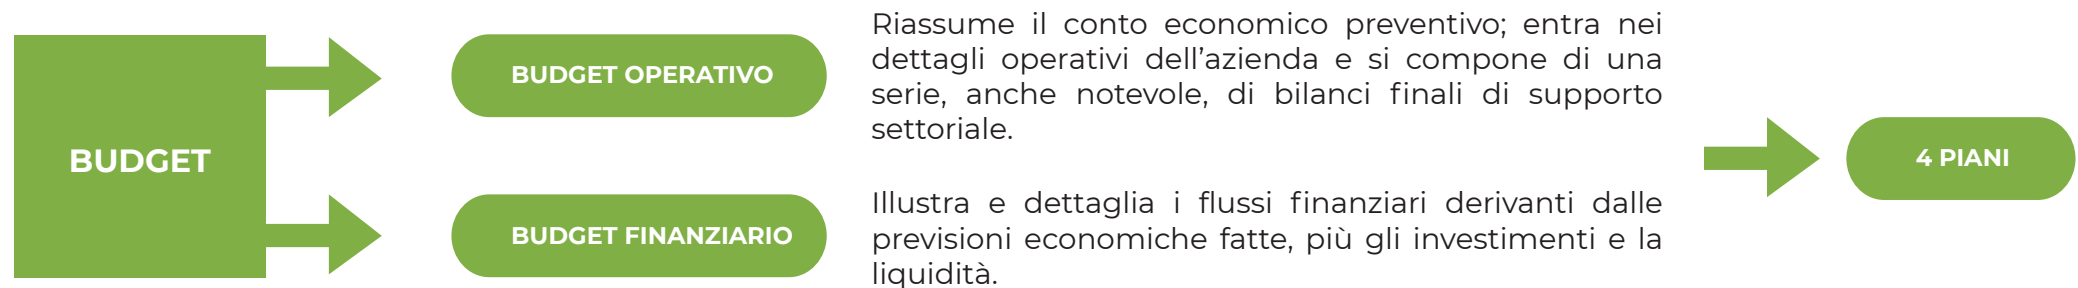 BUDGET
BUDGET OPERATIVO
Riassume il conto economico preventivo; entra nei
dettagli operativi dell’azienda e si compone di una
serie, anche notevole, di bilanci finali di supporto
settoriale.
BUDGET FINANZIARIO
Illustra e dettaglia i flussi finanziari derivanti dalle
previsioni economiche fatte, più gli investimenti e la
liquidità.
4 PIANI